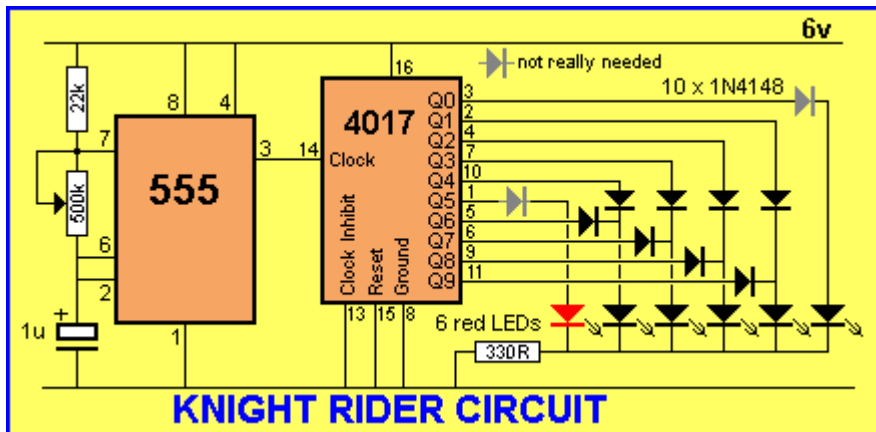 6v
16
not really needed
22k
8
4
3
10 x 1N4148
7
4017
Q0
2
Q1
4
Q2
3
14
Clock
7
Q3
10
Q4
555
500k
1
Q5
5
Q6
6
Q7
9
Q8
11
Q9
Clock Inhibit
Reset
Ground
6
2
+
1u
1
13
15
8
6 red LEDs
330R
KNIGHT RIDER CIRCUIT